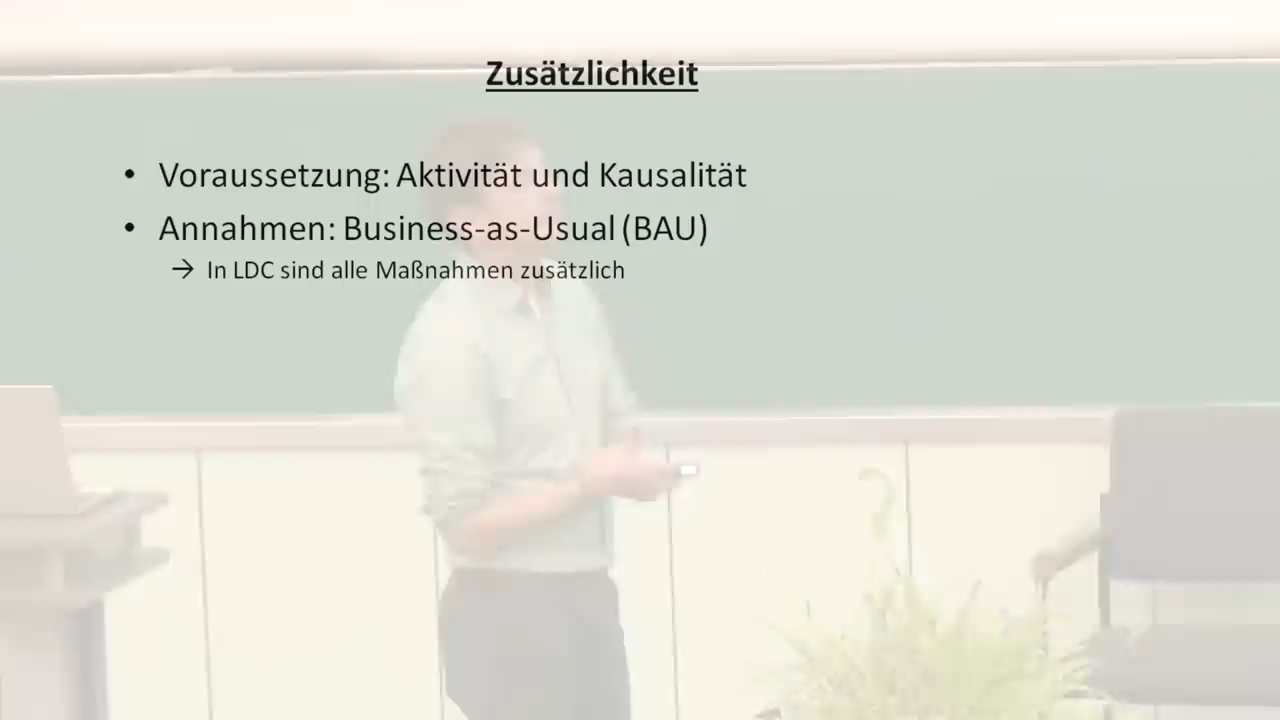 Zusätzlichkeit
• Voraussetzung: Aktivität und Kausalität
• Annahmen: Business-as-Usual (BAU)
→ In LDC sind alle Maßnahmen zusätzlich